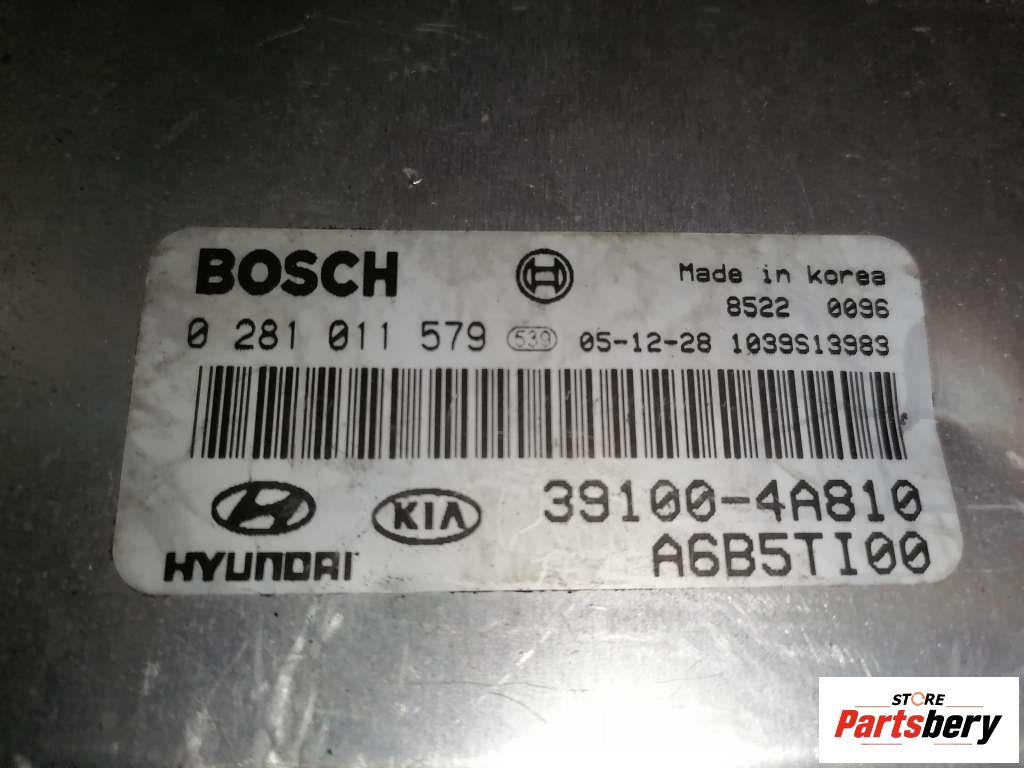 BOSCH
Made in korea
8522 0096
0 281 011 579 539 05-12-28 1039S13983
39100-4A810
KIA
HYUNDAI
A6B5TI00
STORE
Partsbery